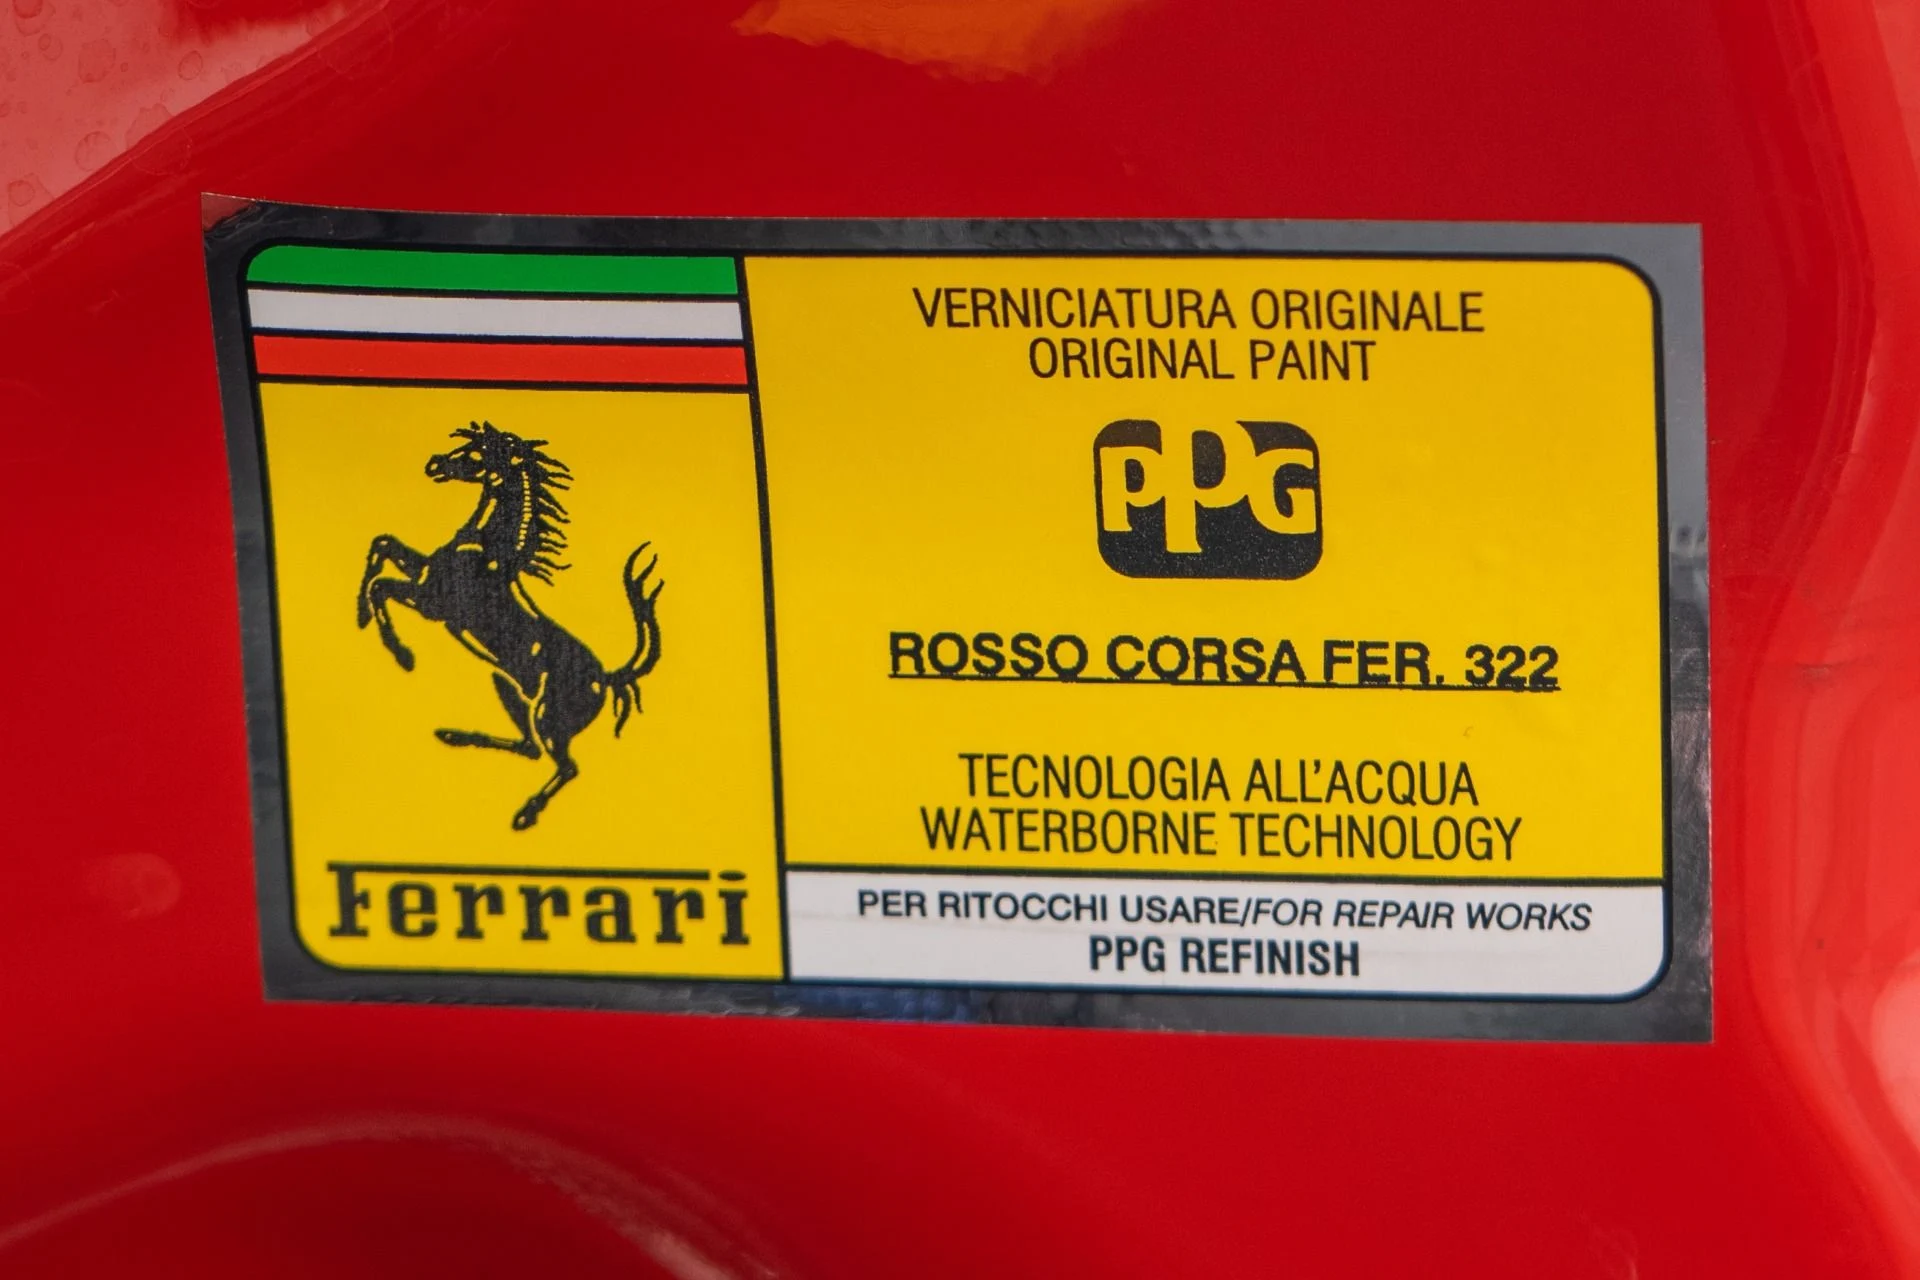 VERNICIATURA ORIGINALE
ORIGINAL PAINT
PPG
ROSSO CORSA FER. 322
TECNOLOGIA ALL'ACQUA
WATERBORNE TECHNOLOGY
Ferrari
PER RITOCCHI USARE/FOR REPAIR WORKS
PPG REFINISH